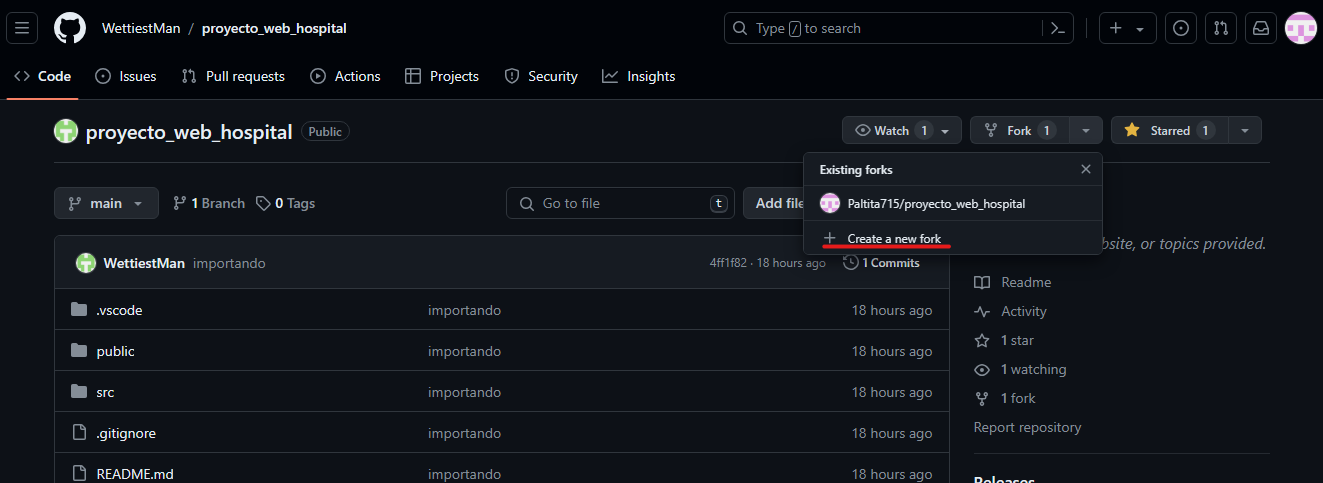 WettiestMan / proyecto_web_hospital
Type / to search
Code Issues Pull requests Actions Projects Security Insights
proyecto_web_hospital Public
Watch 1 Fork 1 Starred 1
Existing forks
Paltita715/proyecto_web_hospital
Create a new fork
main 1 Branch 0 Tags Go to file t Add file
bsite, or topics provided.
WettiestMan importando 4ff1f82 · 18 hours ago 1 Commits
.vscode importando 18 hours ago
public importando 18 hours ago
src importando 18 hours ago
.gitignore importando 18 hours ago
README.md importando 18 hours ago
Readme
Activity
1 star
1 watching
1 fork
Report repository
Releases